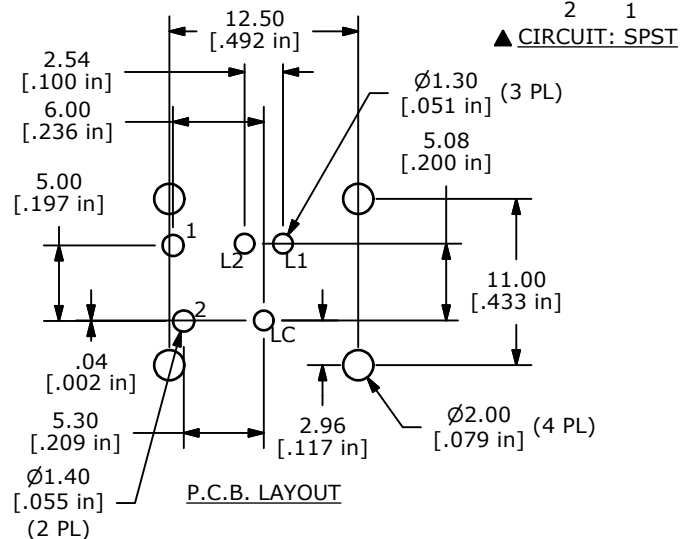 2 1
▲ CIRCUIT: SPST
12.50
[.492 in]
2.54
[.100 in]
Ø1.30
[.051 in] (3 PL)
6.00
[.236 in]
5.08
[.200 in]
5.00
[.197 in]
1
L2
L1
11.00
[.433 in]
2
LC
.04
[.002 in]
5.30
[.209 in]
2.96
[.117 in]
Ø2.00
[.079 in] (4 PL)
Ø1.40
[.055 in]
(2 PL)
P.C.B. LAYOUT